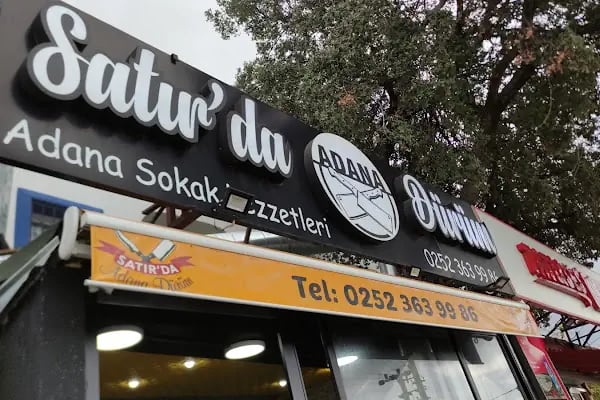 Satır'da
ADANA
Dürüm
Adana Sokak Lezzetleri
0252 363 99 86
SATIR'DA
Adana Dürüm
Tel: 0252 363 99 86